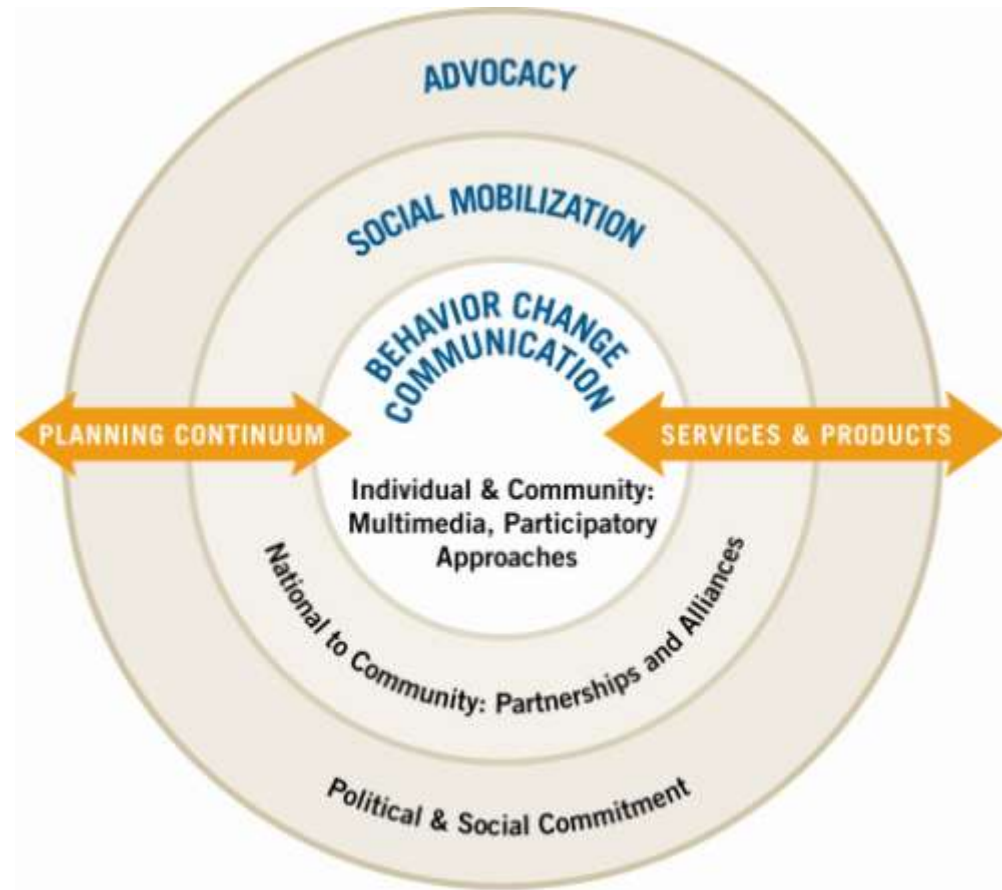 ADVOCACY
SOCIAL MOBILIZATION
BEHAVIOR CHANGE
COMMUNICATION
PLANNING CONTINUUM
SERVICES & PRODUCTS
Individual & Community:
Multimedia, Participatory
Approaches
National to Community: Partnerships and Alliances
Political & Social Commitment